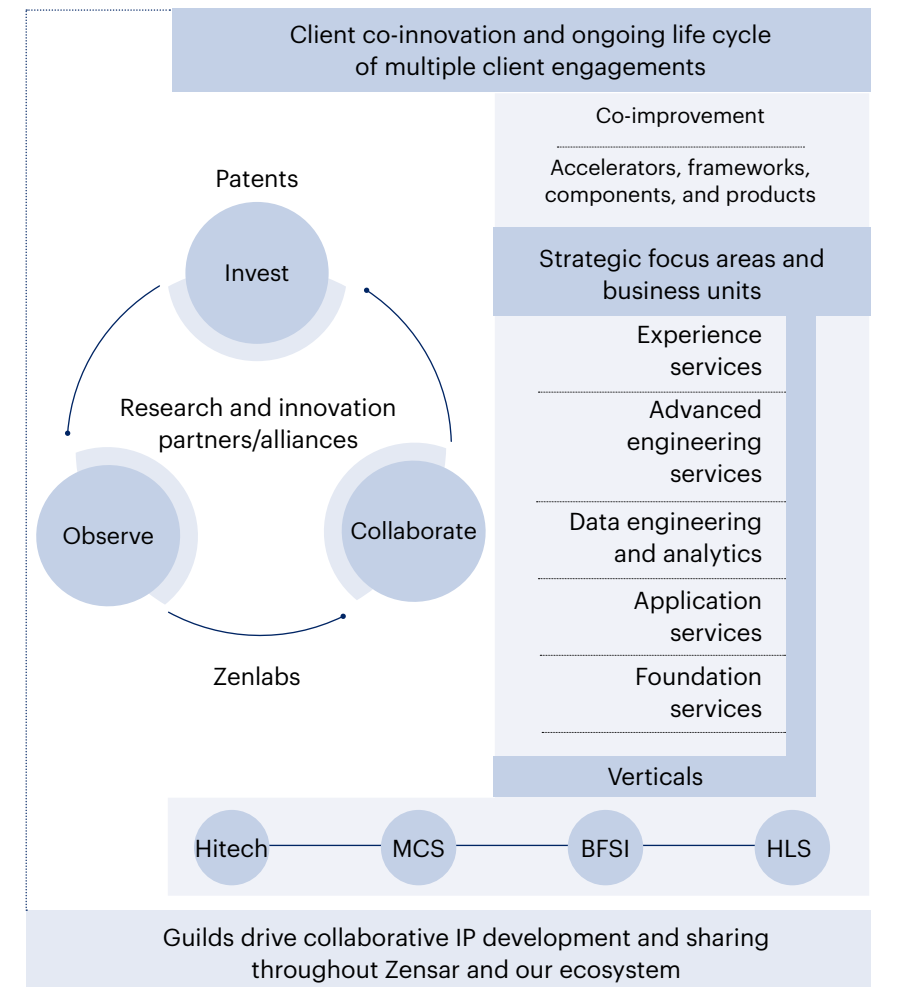 Client co-innovation and ongoing life cycle
of multiple client engagements
Co-improvement
Accelerators, frameworks,
components, and products
Patents
Invest
Research and innovation
partners/alliances
Observe
Collaborate
Zenlabs
Strategic focus areas and
business units
Experience
services
Advanced
engineering
services
Data engineering
and analytics
Application
services
Foundation
services
Verticals
Hitech
MCS
BFSI
HLS
Guilds drive collaborative IP development and sharing
throughout Zensar and our ecosystem